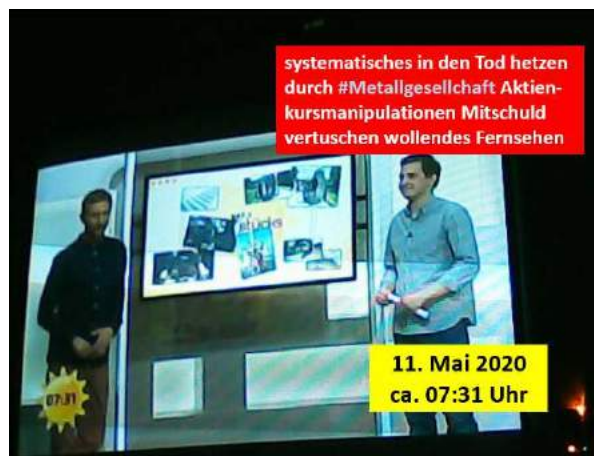 systematisches in den Tod hetzen
durch #Metallgesellchaft Aktien-
kursmanipulationen Mitschuld
vertuschen wollendes Fernsehen
07:31
11. Mai 2020
ca. 07:31 Uhr